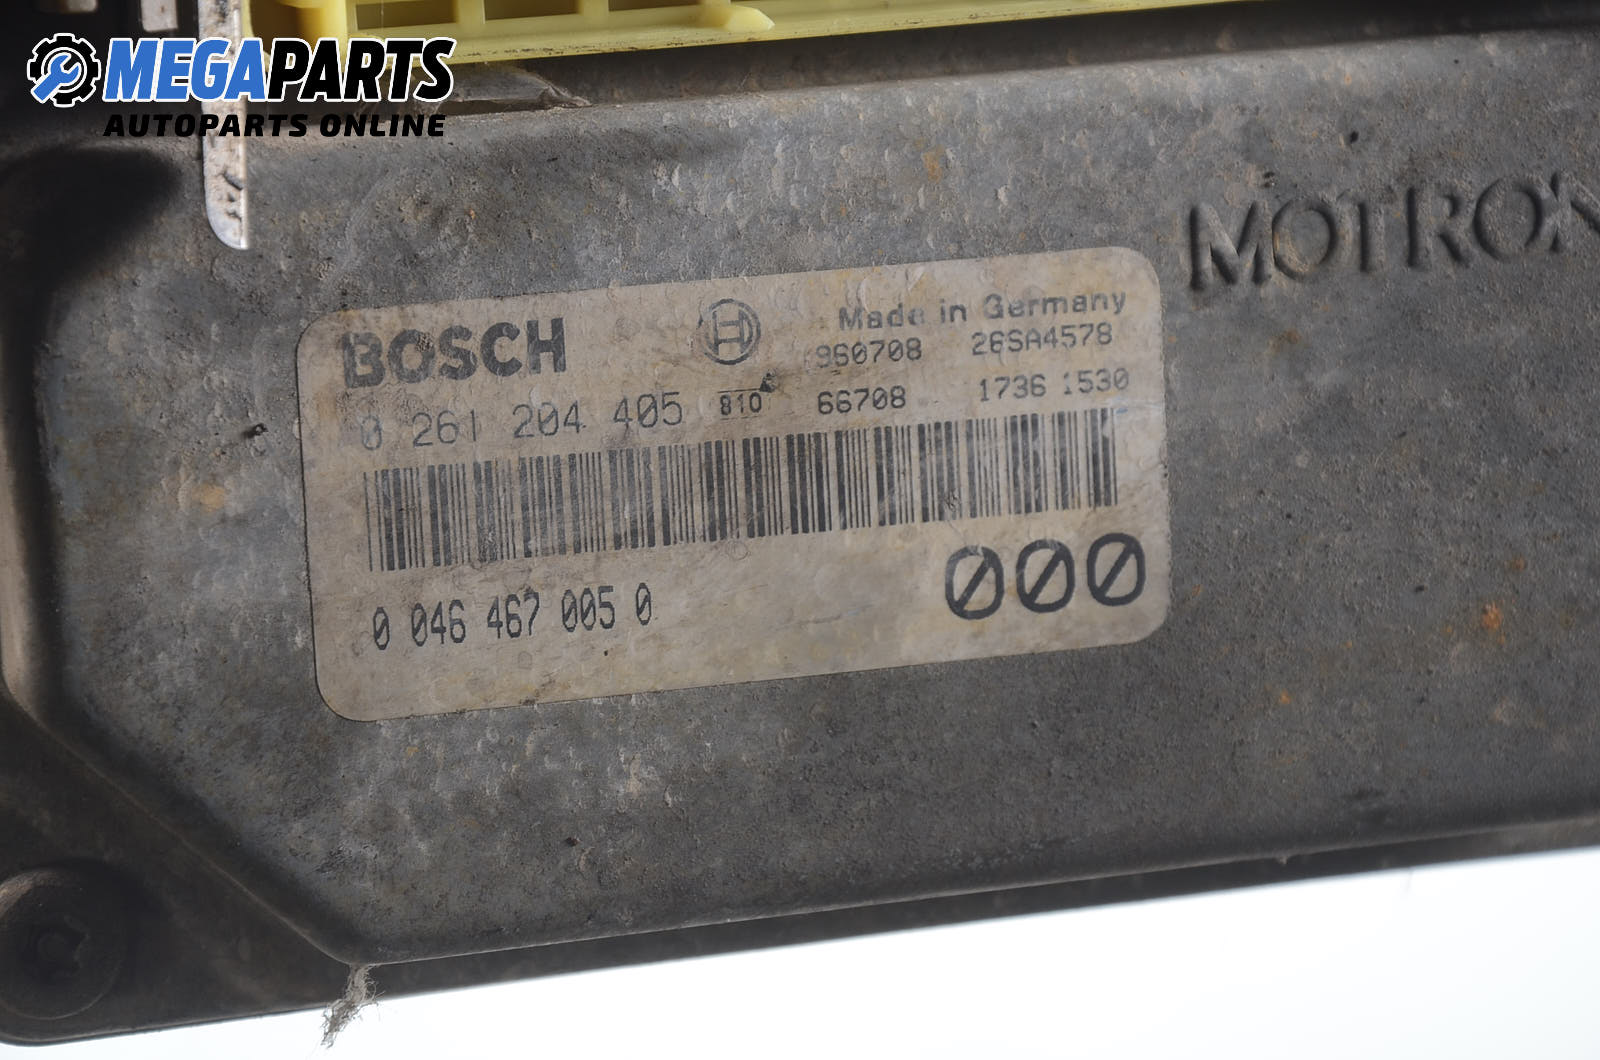 MEGAPARTS
AUTOPARTS ONLINE
MOTRON
BOSCH
Made in Germany
960708 26SA4578
0 261 204 405 810 66708 1736 1530
0 046 467 005 0
000